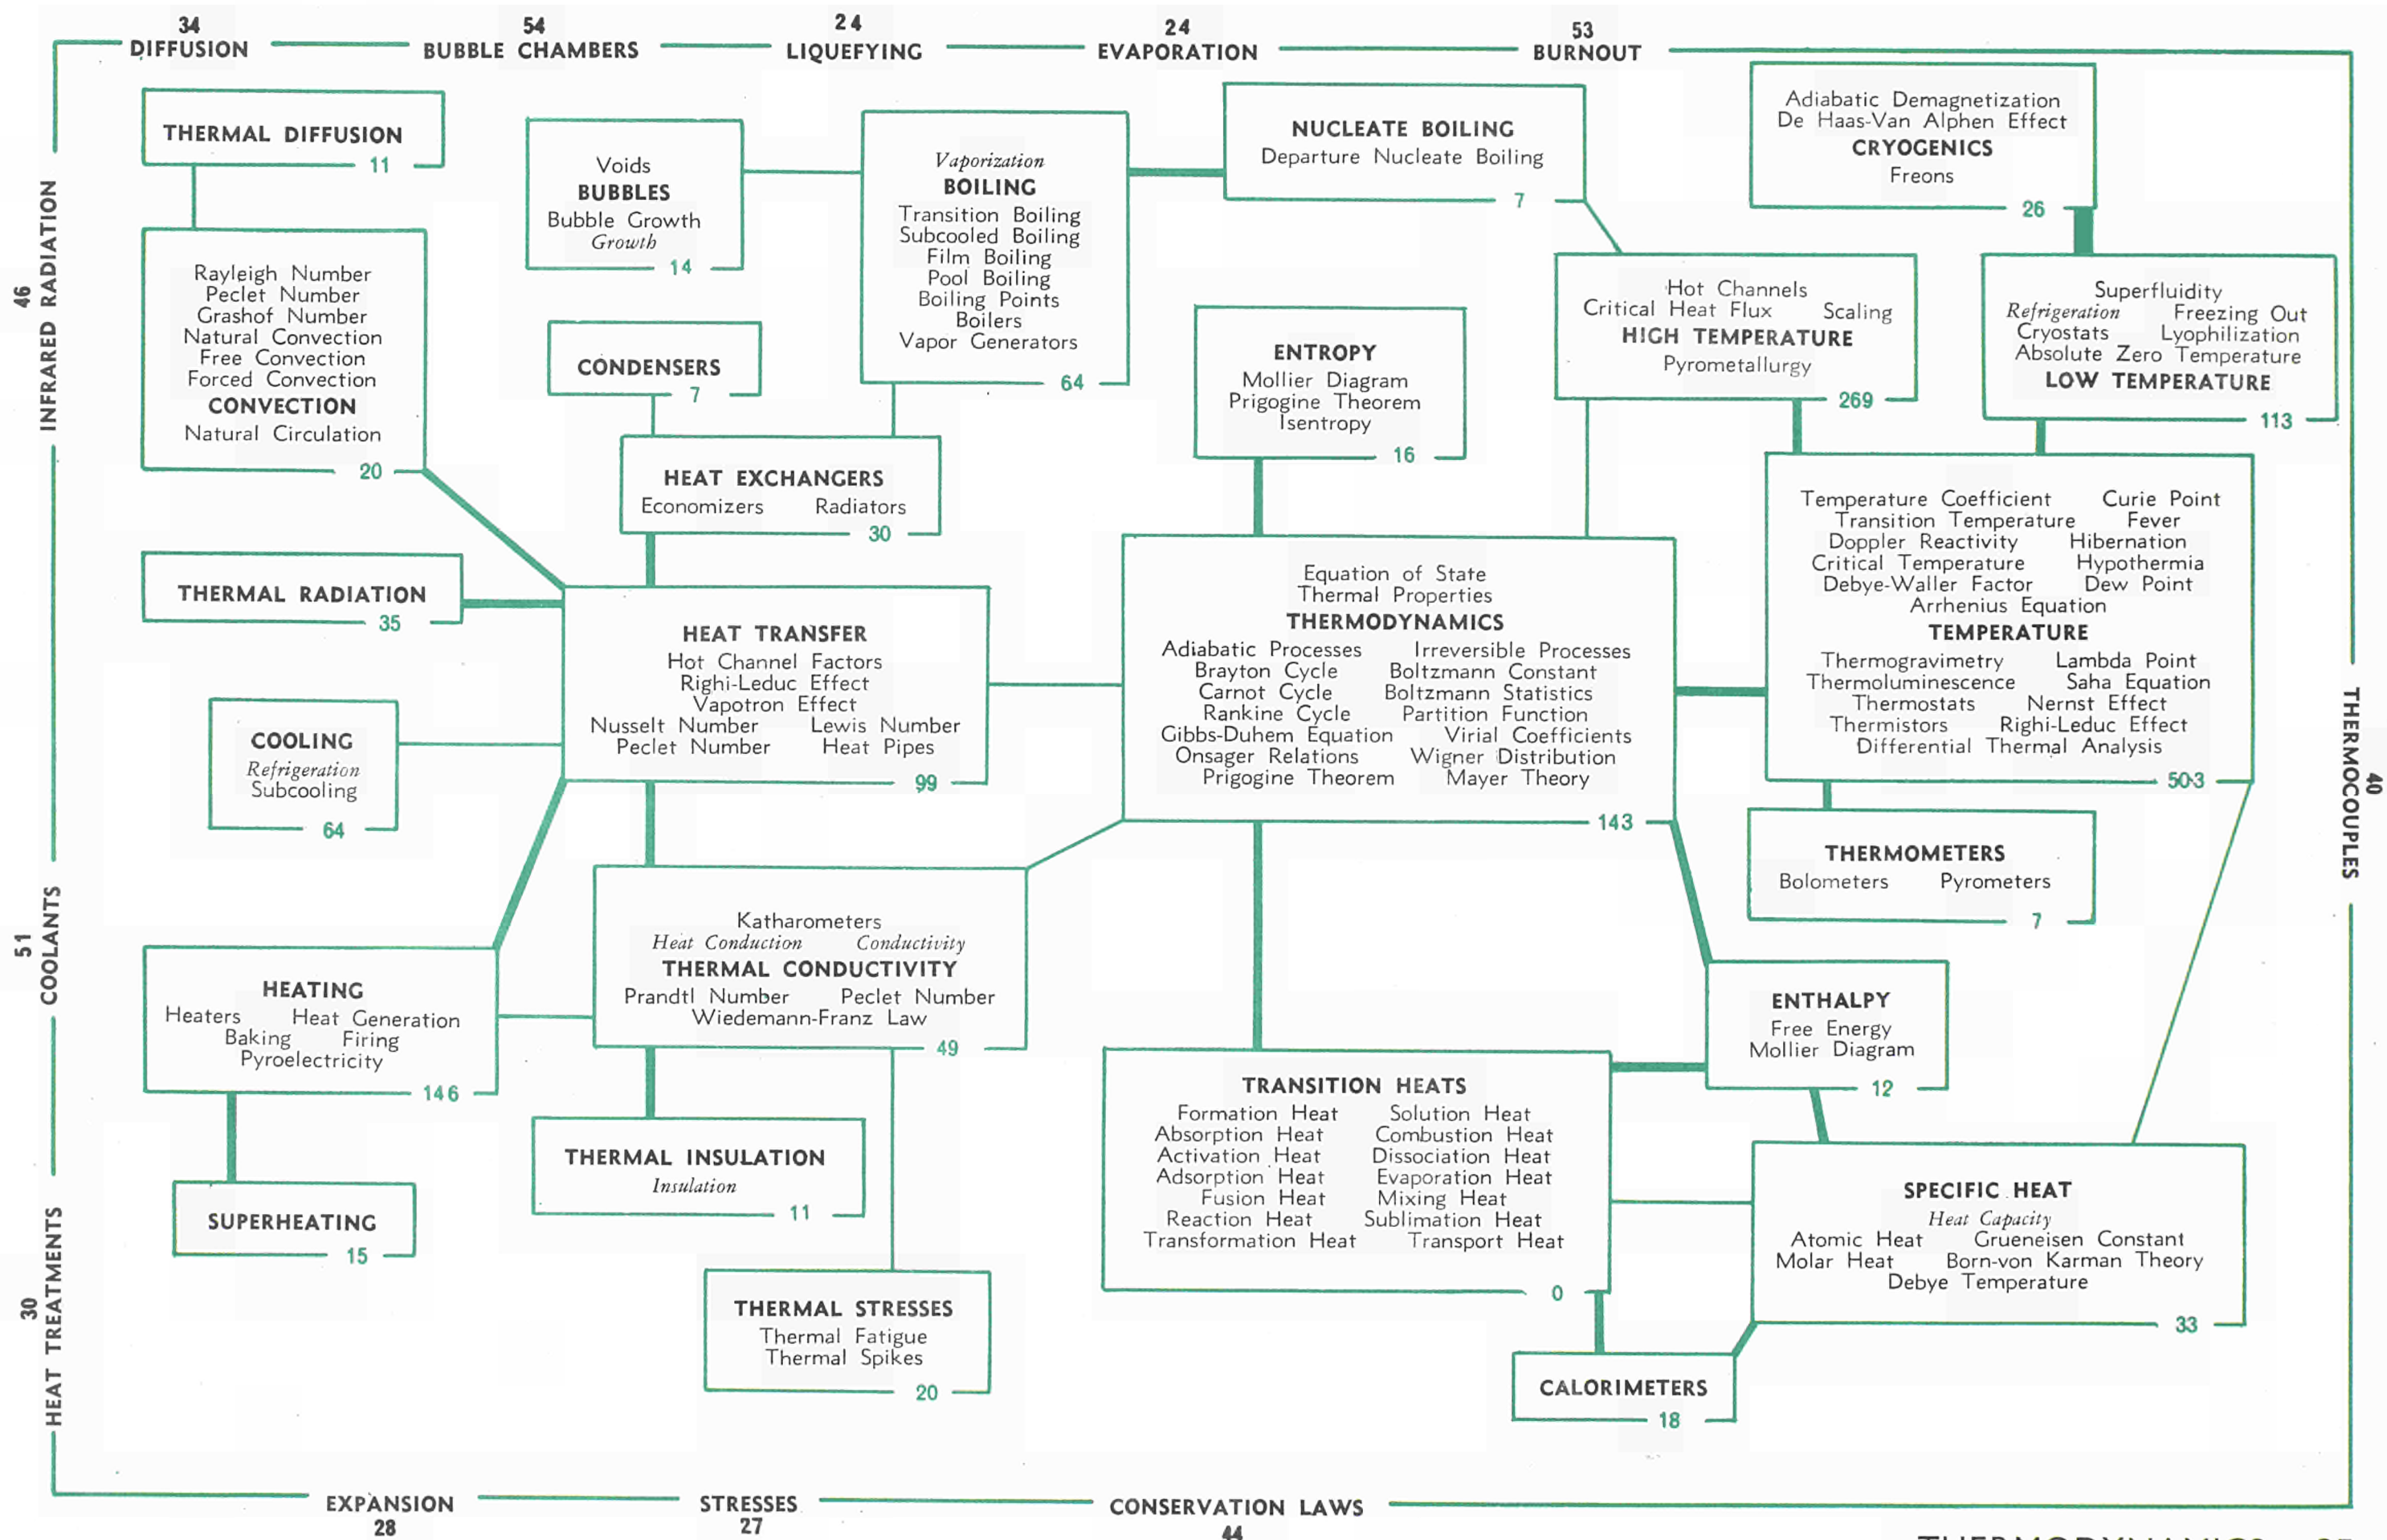 34
DIFFUSION
54
BUBBLE CHAMBERS
24
LIQUEFYING
24
EVAPORATION
53
BURNOUT
46
INFRARED RADIATION
51
COOLANTS
30
HEAT TREATMENTS
THERMAL DIFFUSION
11
Rayleigh Number
Peclet Number
Grashof Number
Natural Convection
Free Convection
Forced Convection
CONVECTION
Natural Circulation
20
THERMAL RADIATION
35
COOLING
Refrigeration
Subcooling
64
HEATING
Heaters Heat Generation
Baking Firing
Pyroelectricity
146
SUPERHEATING
15
Voids
BUBBLES
Bubble Growth
Growth
14
CONDENSERS
7
HEAT EXCHANGERS
Economizers Radiators
30
HEAT TRANSFER
Hot Channel Factors
Righi-Leduc Effect
Vapotron Effect
Nusselt Number Lewis Number
Peclet Number Heat Pipes
99
Katharometers
Heat Conduction Conductivity
THERMAL CONDUCTIVITY
Prandtl Number Peclet Number
Wiedemann-Franz Law
49
THERMAL INSULATION
Insulation
11
THERMAL STRESSES
Thermal Fatigue
Thermal Spikes
20
Vaporization
BOILING
Transition Boiling
Subcooled Boiling
Film Boiling
Pool Boiling
Boiling Points
Boilers
Vapor Generators
64
NUCLEATE BOILING
Departure Nucleate Boiling
7
ENTROPY
Mollier Diagram
Prigogine Theorem
Isentropy
16
Equation of State
Thermal Properties
THERMODYNAMICS
Adiabatic Processes Irreversible Processes
Brayton Cycle Boltzmann Constant
Carnot Cycle Boltzmann Statistics
Rankine Cycle Partition Function
Gibbs-Duhem Equation Virial Coefficients
Onsager Relations Wigner Distribution
Prigogine Theorem Mayer Theory
143
TRANSITION HEATS
Formation Heat Solution Heat
Absorption Heat Combustion Heat
Activation Heat Dissociation Heat
Adsorption Heat Evaporation Heat
Fusion Heat Mixing Heat
Reaction Heat Sublimation Heat
Transformation Heat Transport Heat
0
CALORIMETERS
18
Adiabatic Demagnetization
De Haas-Van Alphen Effect
CRYOGENICS
Freons
26
Hot Channels
Critical Heat Flux Scaling
HIGH TEMPERATURE
Pyrometallurgy
269
Superfluidity
Refrigeration Freezing Out
Cryostats Lyophilization
Absolute Zero Temperature
LOW TEMPERATURE
113
Temperature Coefficient Curie Point
Transition Temperature Fever
Doppler Reactivity Hibernation
Critical Temperature Hypothermia
Debye-Waller Factor Dew Point
Arrhenius Equation
TEMPERATURE
Thermogravimetry Lambda Point
Thermoluminescence Saha Equation
Thermostats Nernst Effect
Thermistors Righi-Leduc Effect
Differential Thermal Analysis
503
THERMOMETERS
Bolometers Pyrometers
7
ENTHALPY
Free Energy
Mollier Diagram
12
SPECIFIC HEAT
Heat Capacity
Atomic Heat Grueneisen Constant
Molar Heat Born-von Karman Theory
Debye Temperature
33
40
THERMOCOUPLES
EXPANSION
28
STRESSES
27
CONSERVATION LAWS
44
THERMODYNAMICS